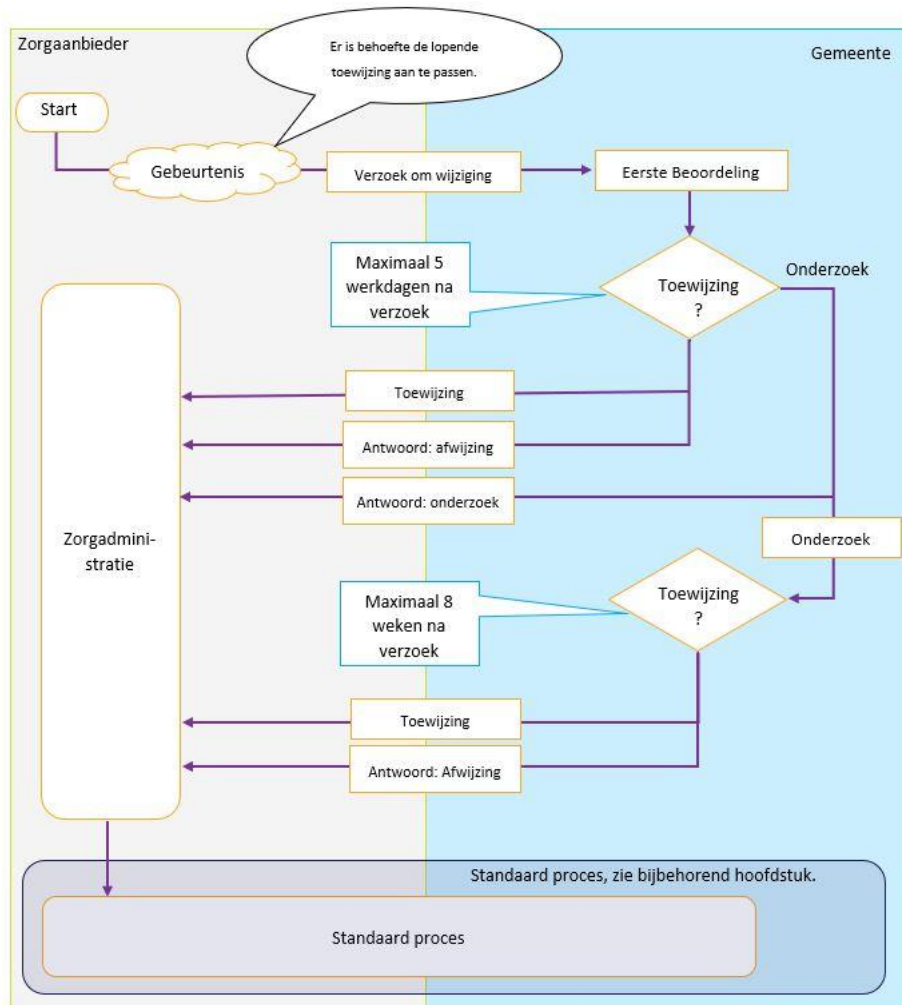 Zorgaanbieder
Er is behoefte de lopende
toewijzing aan te passen.
Gemeente
Start
Gebeurtenis
Verzoek om wijziging
Eerste Beoordeling
Maximaal 5
werkdagen na
verzoek
Toewijzing
?
Onderzoek
Toewijzing
Antwoord: afwijzing
Antwoord: onderzoek
Zorgadmini-
stratie
Onderzoek
Maximaal 8
weken na
verzoek
Toewijzing
?
Toewijzing
Antwoord: Afwijzing
Standaard proces, zie bijbehorend hoofdstuk.
Standaard proces